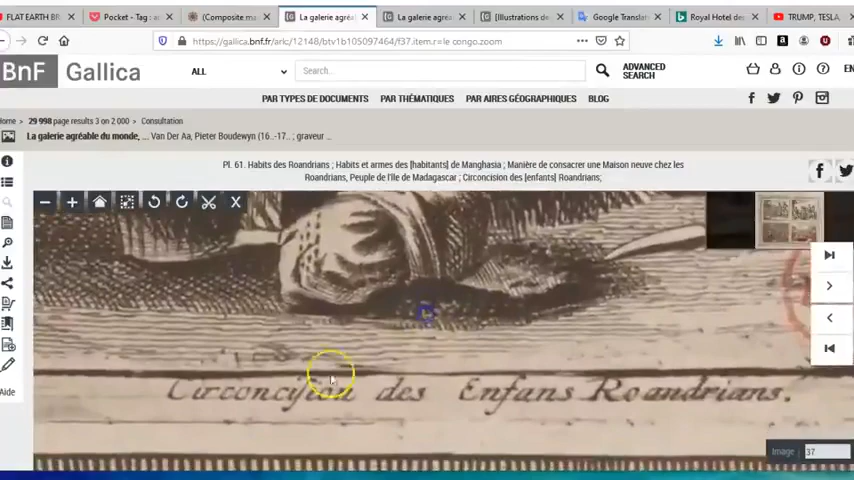 FLAT EARTH BR
Pocket - Tag : as
(Composite ma
La galerie agréal
La galerie agréa
[Illustrations de
Google Translat
Royal Hotel des
TRUMP, TESLA,
https://gallica.bnf.fr/ark:/12148/btv1b105097464/f37.item.r=le congo.zoom
BnF Gallica
ALL
Search...
ADVANCED
SEARCH
EN
PAR TYPES DE DOCUMENTS
PAR THÉMATIQUES
PAR AIRES GÉOGRAPHIQUES
BLOG
Home > 29 998 page results 3 on 2 000 > Consultation
La galerie agréable du monde, ... Van Der Aa, Pieter Boudewyn (16..-17.. ; graveur ...
Pl. 61. Habits des Roandrians ; Habits et armes des [habitants] de Manghasia ; Manière de consacrer une Maison neuve chez les
Roandrians, Peuple de l'Ile de Madagascar ; Circoncision des [enfants] Roandrians;
Circoncision des Enfans Roandrians.
Aide
Image
37